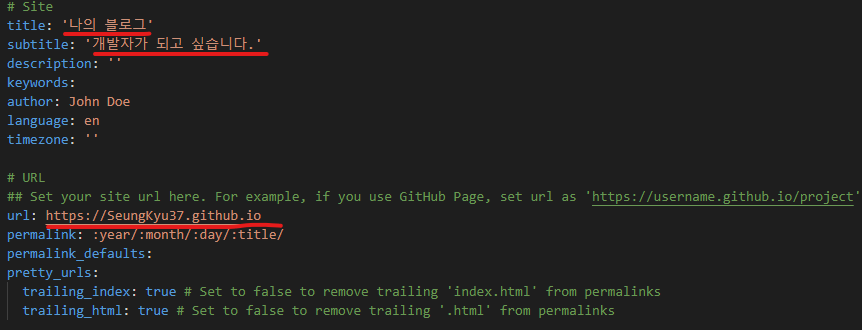 # Site
title: '나의 블로그'
subtitle: '개발자가 되고 싶습니다.'
description: ''
keywords:
author: John Doe
language: en
timezone: ''
# URL
## Set your site url here. For example, if you use GitHub Page, set url as 'https://username.github.io/project'
url: https://SeungKyu37.github.io
permalink: :year/:month/:day/:title/
permalink_defaults:
pretty_urls:
  trailing_index: true # Set to false to remove trailing 'index.html' from permalinks
  trailing_html: true # Set to false to remove trailing '.html' from permalinks